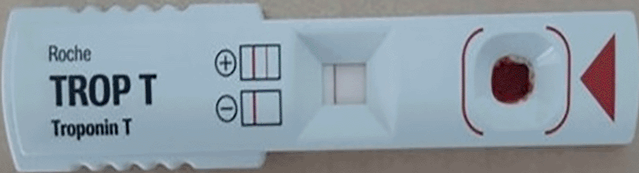 Roche
TROP T
Troponin T
+
-